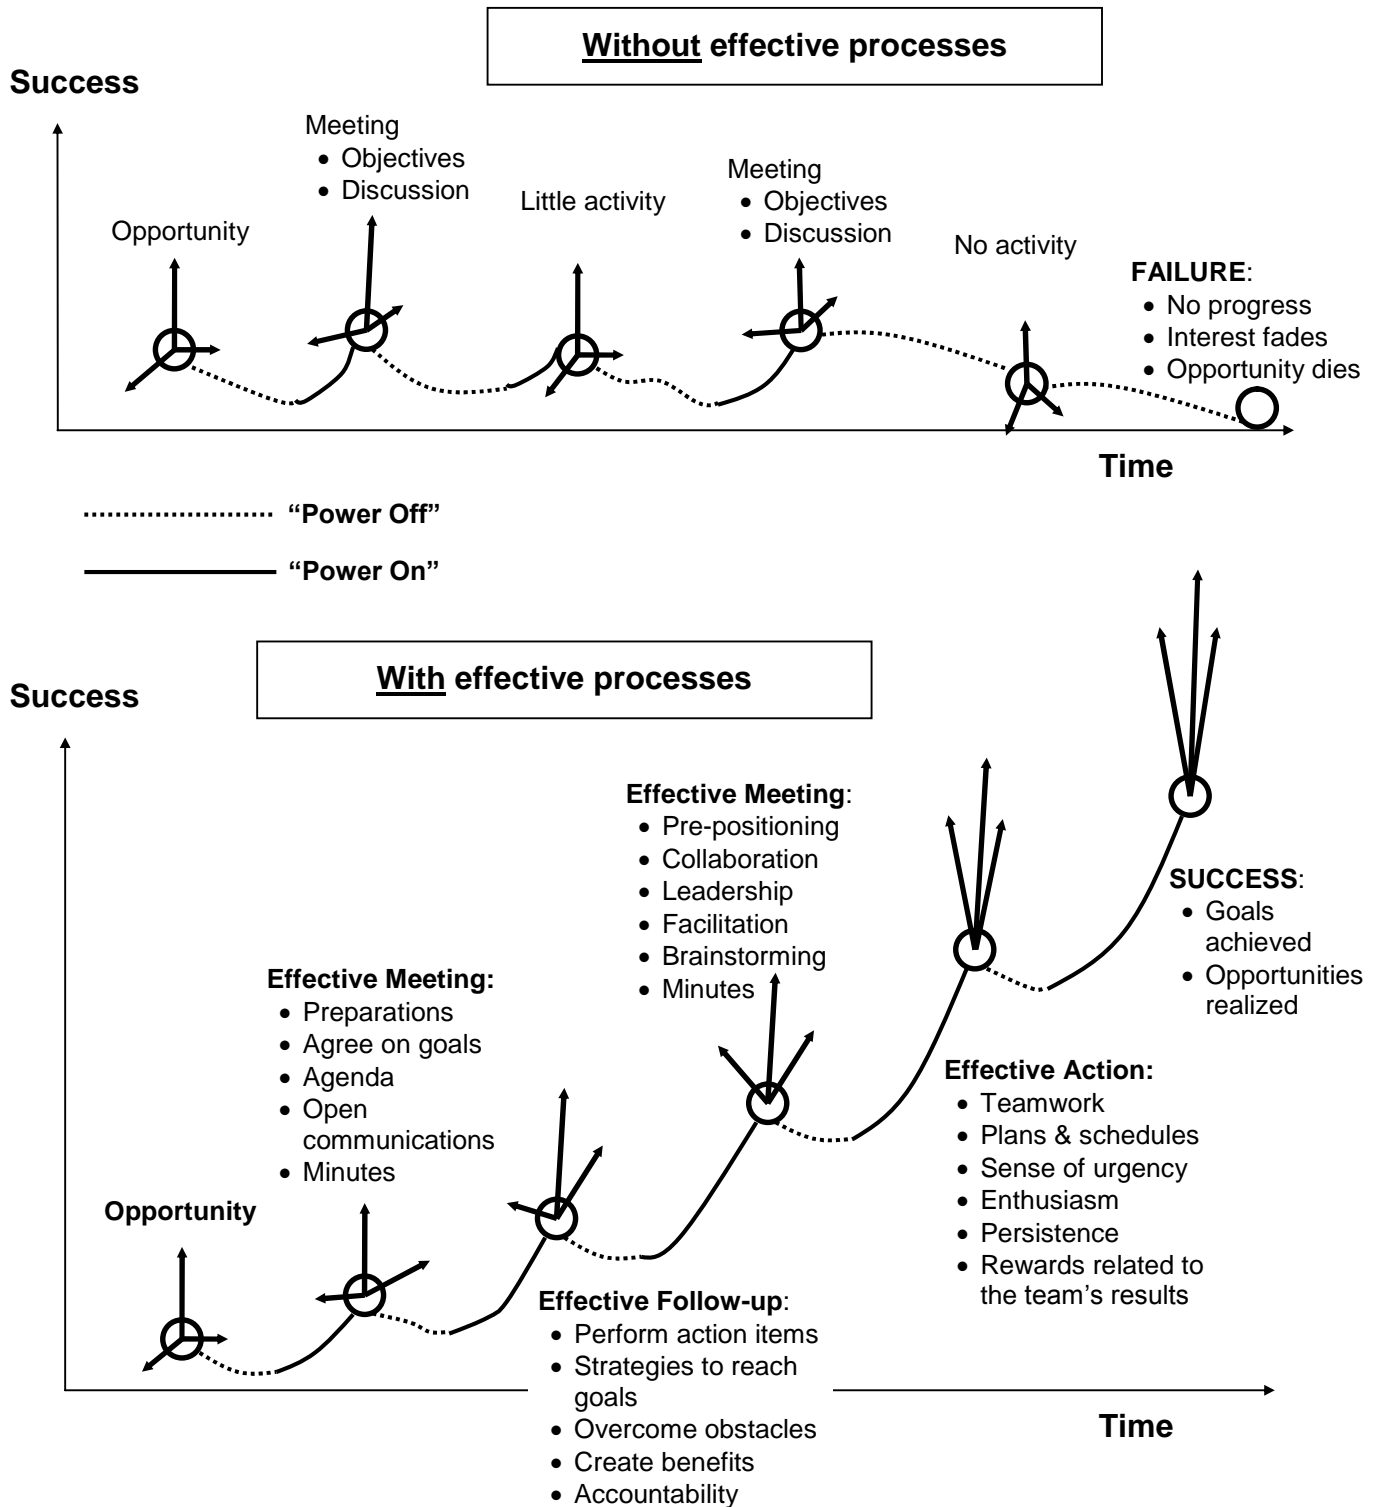 Without effective processes
Success
Meeting
• Objectives
• Discussion
Meeting
• Objectives
• Discussion
Little activity
Opportunity
No activity
FAILURE:
• No progress
• Interest fades
• Opportunity dies
Time
“Power Off”
“Power On”
With effective processes
Success
Effective Meeting:
• Pre-positioning
• Collaboration
• Leadership
• Facilitation
• Brainstorming
• Minutes
SUCCESS:
• Goals
achieved
• Opportunities
realized
Effective Meeting:
• Preparations
• Agree on goals
• Agenda
• Open
communications
• Minutes
Effective Action:
• Teamwork
• Plans & schedules
• Sense of urgency
• Enthusiasm
• Persistence
• Rewards related to
the team’s results
Opportunity
Effective Follow-up:
• Perform action items
• Strategies to reach
goals
• Overcome obstacles
• Create benefits
• Accountability
Time